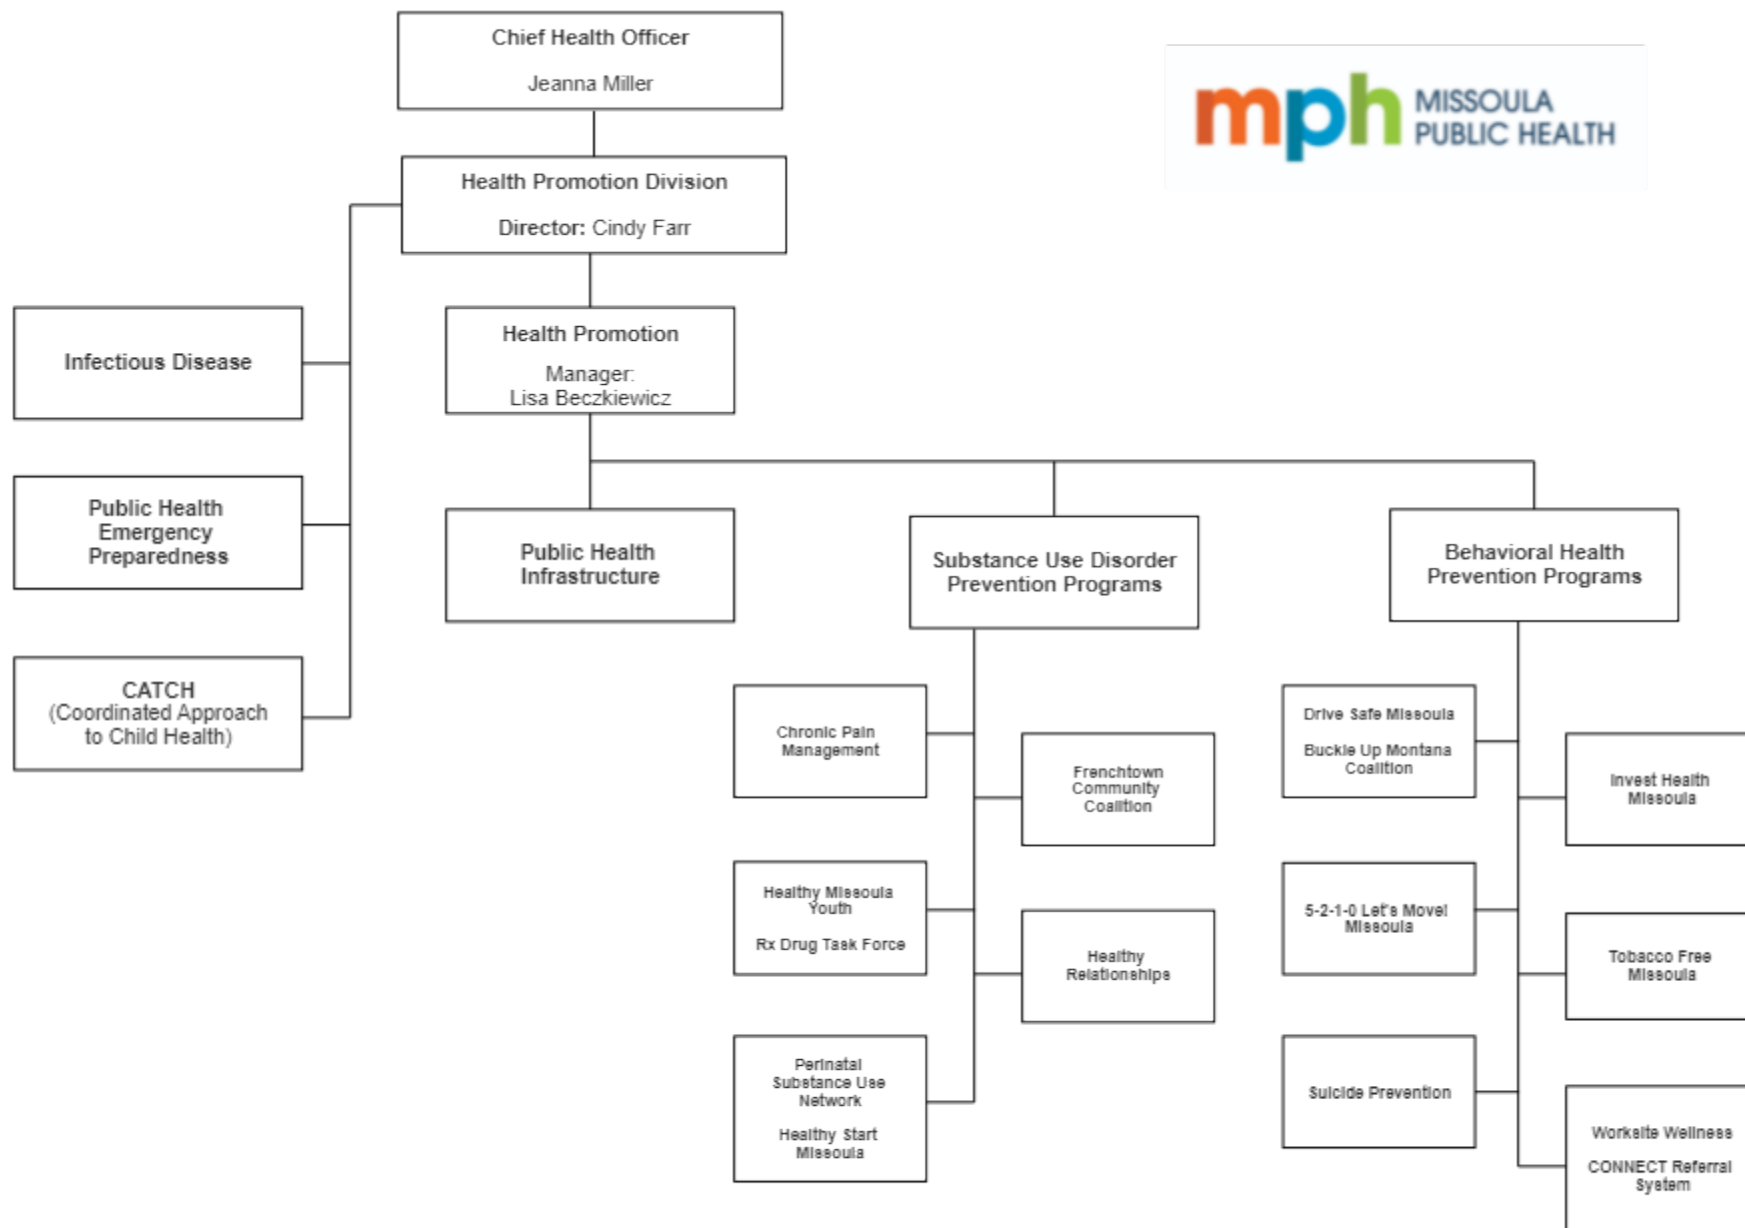 Chief Health Officer
Jeanna Miller
mph MISSOULA
PUBLIC HEALTH
Health Promotion Division
Director: Cindy Farr
Infectious Disease
Health Promotion
Manager:
Lisa Beczkiewicz
Public Health
Emergency
Preparedness
Public Health
Infrastructure
Substance Use Disorder
Prevention Programs
Behavioral Health
Prevention Programs
CATCH
(Coordinated Approach
to Child Health)
Chronic Pain
Management
Frenchtown
Community
Coalition
Healthy Missoula
Youth
Rx Drug Task Force
Healthy
Relationships
Perinatal
Substance Use
Network
Healthy Start
Missoula
Drive Safe Missoula
Buckle Up Montana
Coalition
Invest Health
Missoula
5-2-1-0 Let's Move!
Missoula
Tobacco Free
Missoula
Suicide Prevention
Worksite Wellness
CONNECT Referral
System